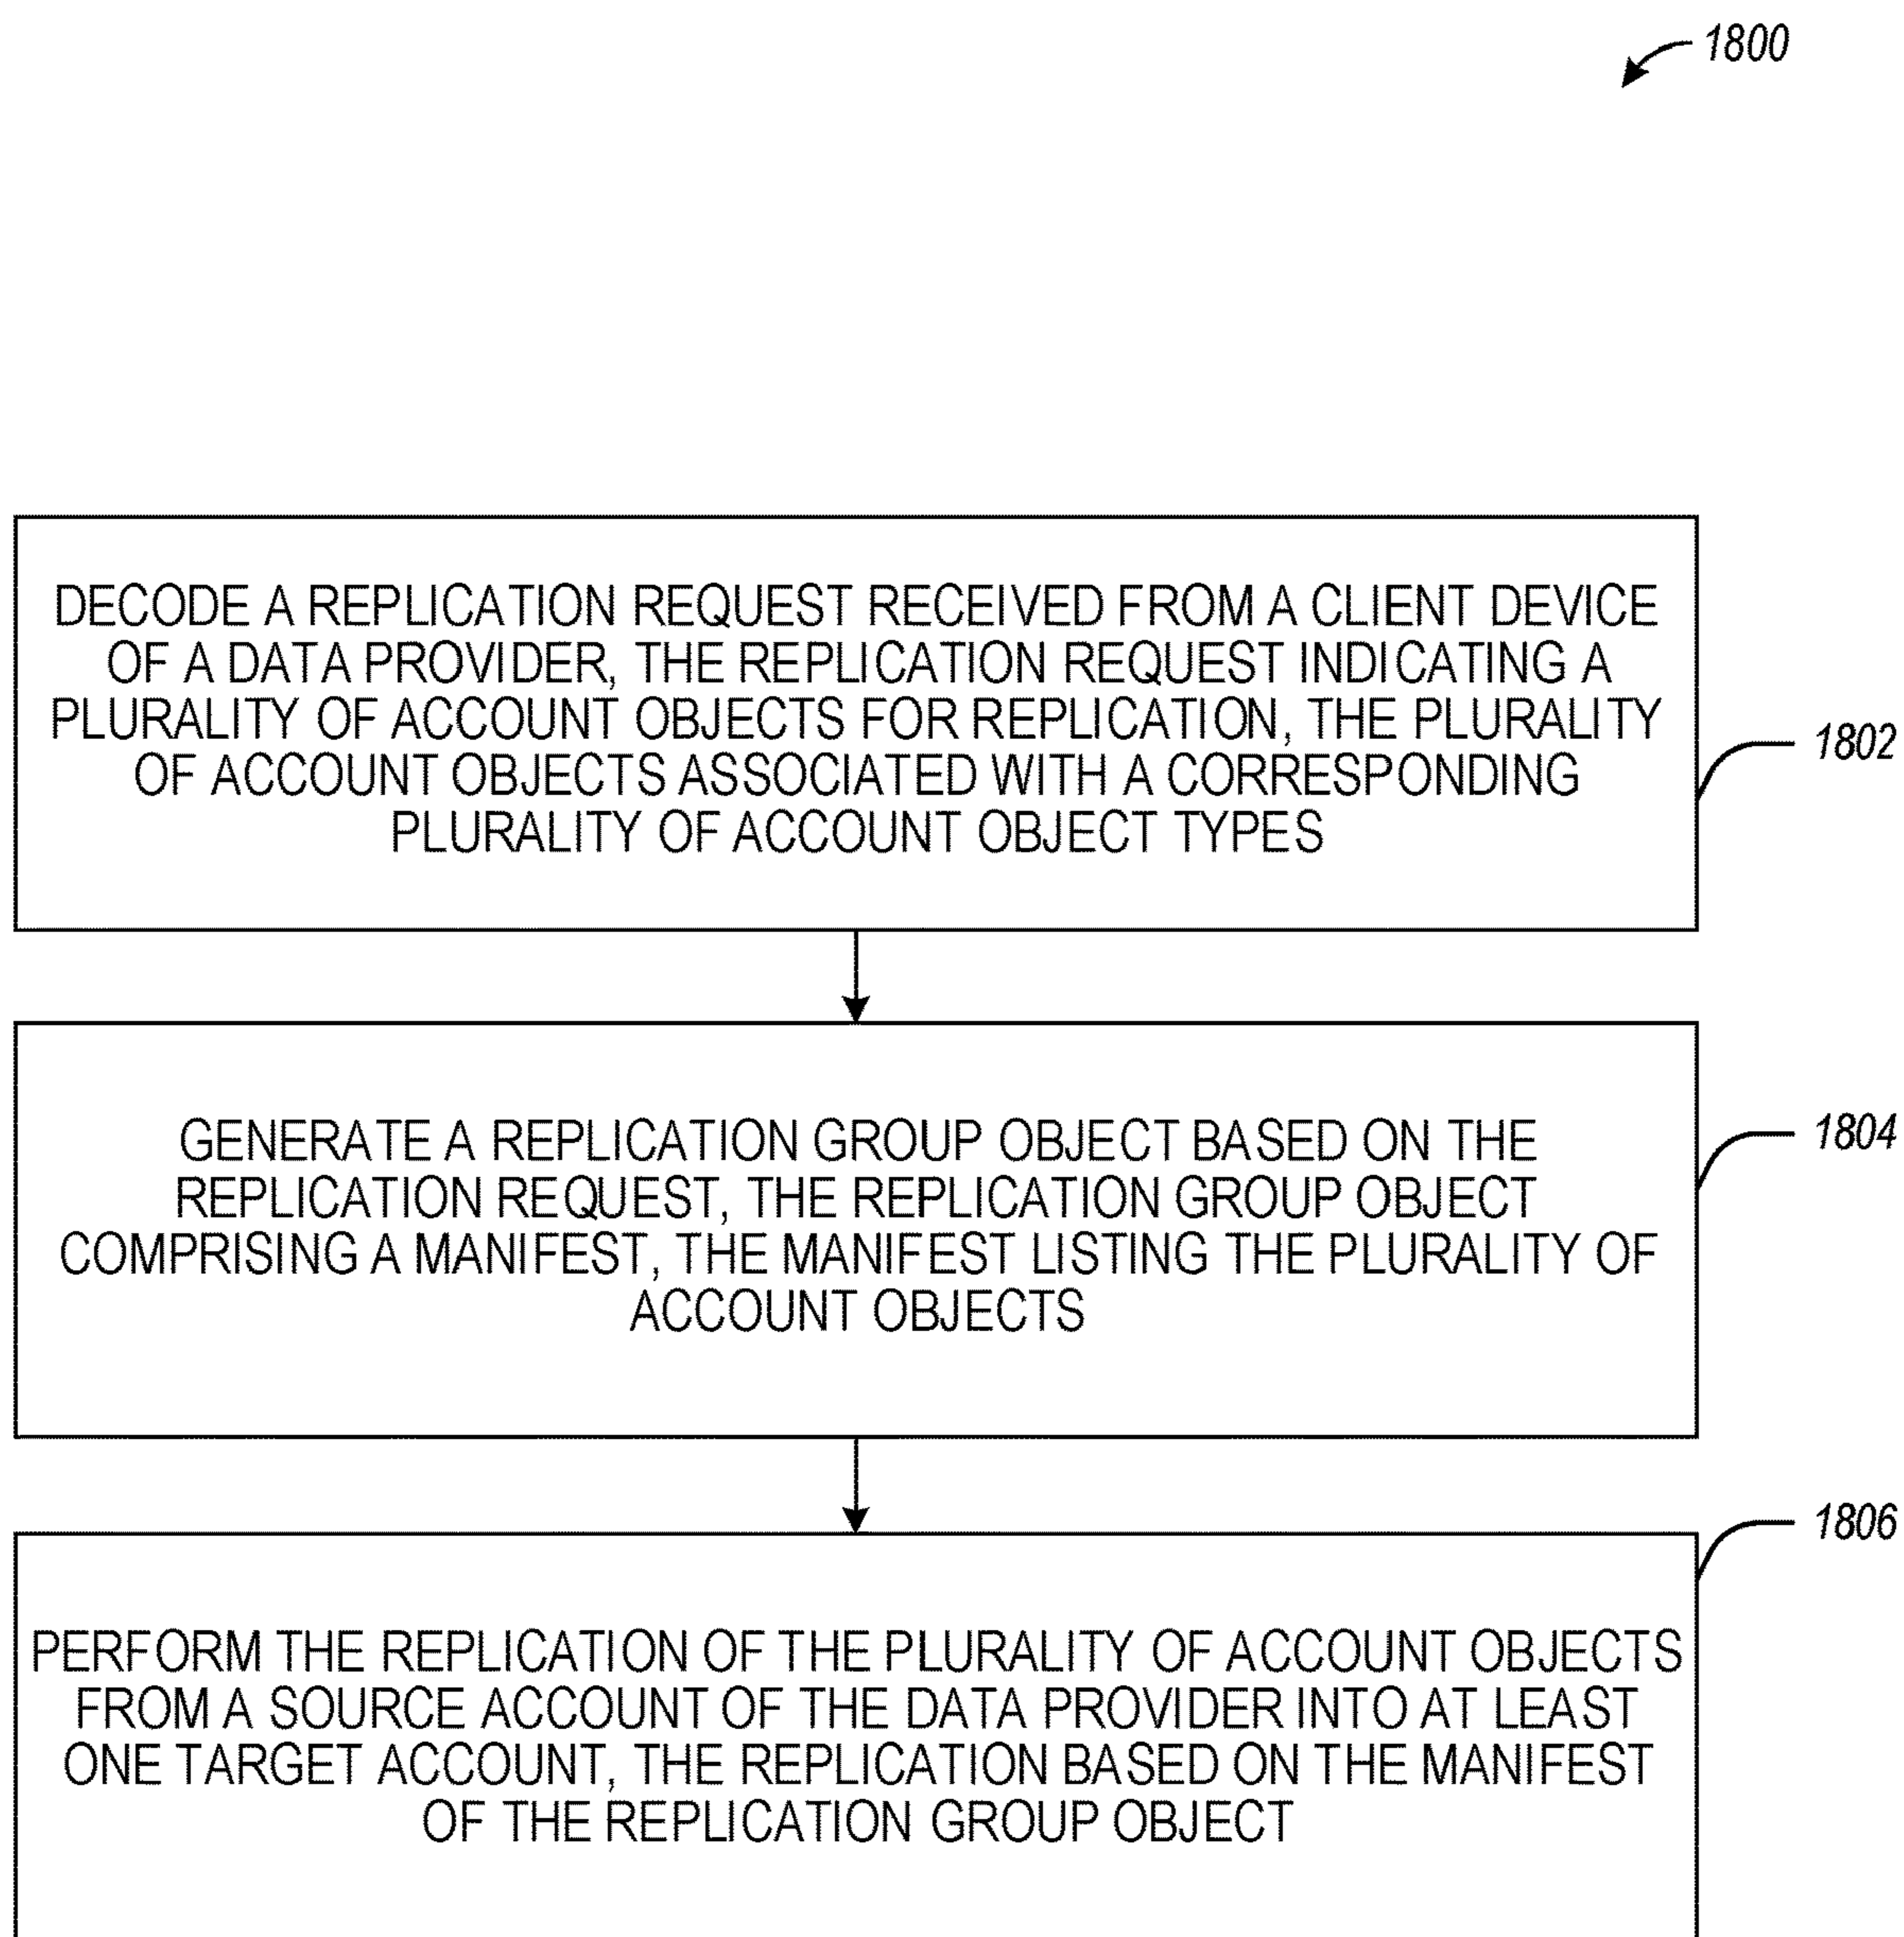 1800
DECODE A REPLICATION REQUEST RECEIVED FROM A CLIENT DEVICE
OF A DATA PROVIDER, THE REPLICATION REQUEST INDICATING A
PLURALITY OF ACCOUNT OBJECTS FOR REPLICATION, THE PLURALITY
OF ACCOUNT OBJECTS ASSOCIATED WITH A CORRESPONDING
PLURALITY OF ACCOUNT OBJECT TYPES
1802
GENERATE A REPLICATION GROUP OBJECT BASED ON THE
REPLICATION REQUEST, THE REPLICATION GROUP OBJECT
COMPRISING A MANIFEST, THE MANIFEST LISTING THE PLURALITY OF
ACCOUNT OBJECTS
1804
PERFORM THE REPLICATION OF THE PLURALITY OF ACCOUNT OBJECTS
FROM A SOURCE ACCOUNT OF THE DATA PROVIDER INTO AT LEAST
ONE TARGET ACCOUNT, THE REPLICATION BASED ON THE MANIFEST
OF THE REPLICATION GROUP OBJECT
1806